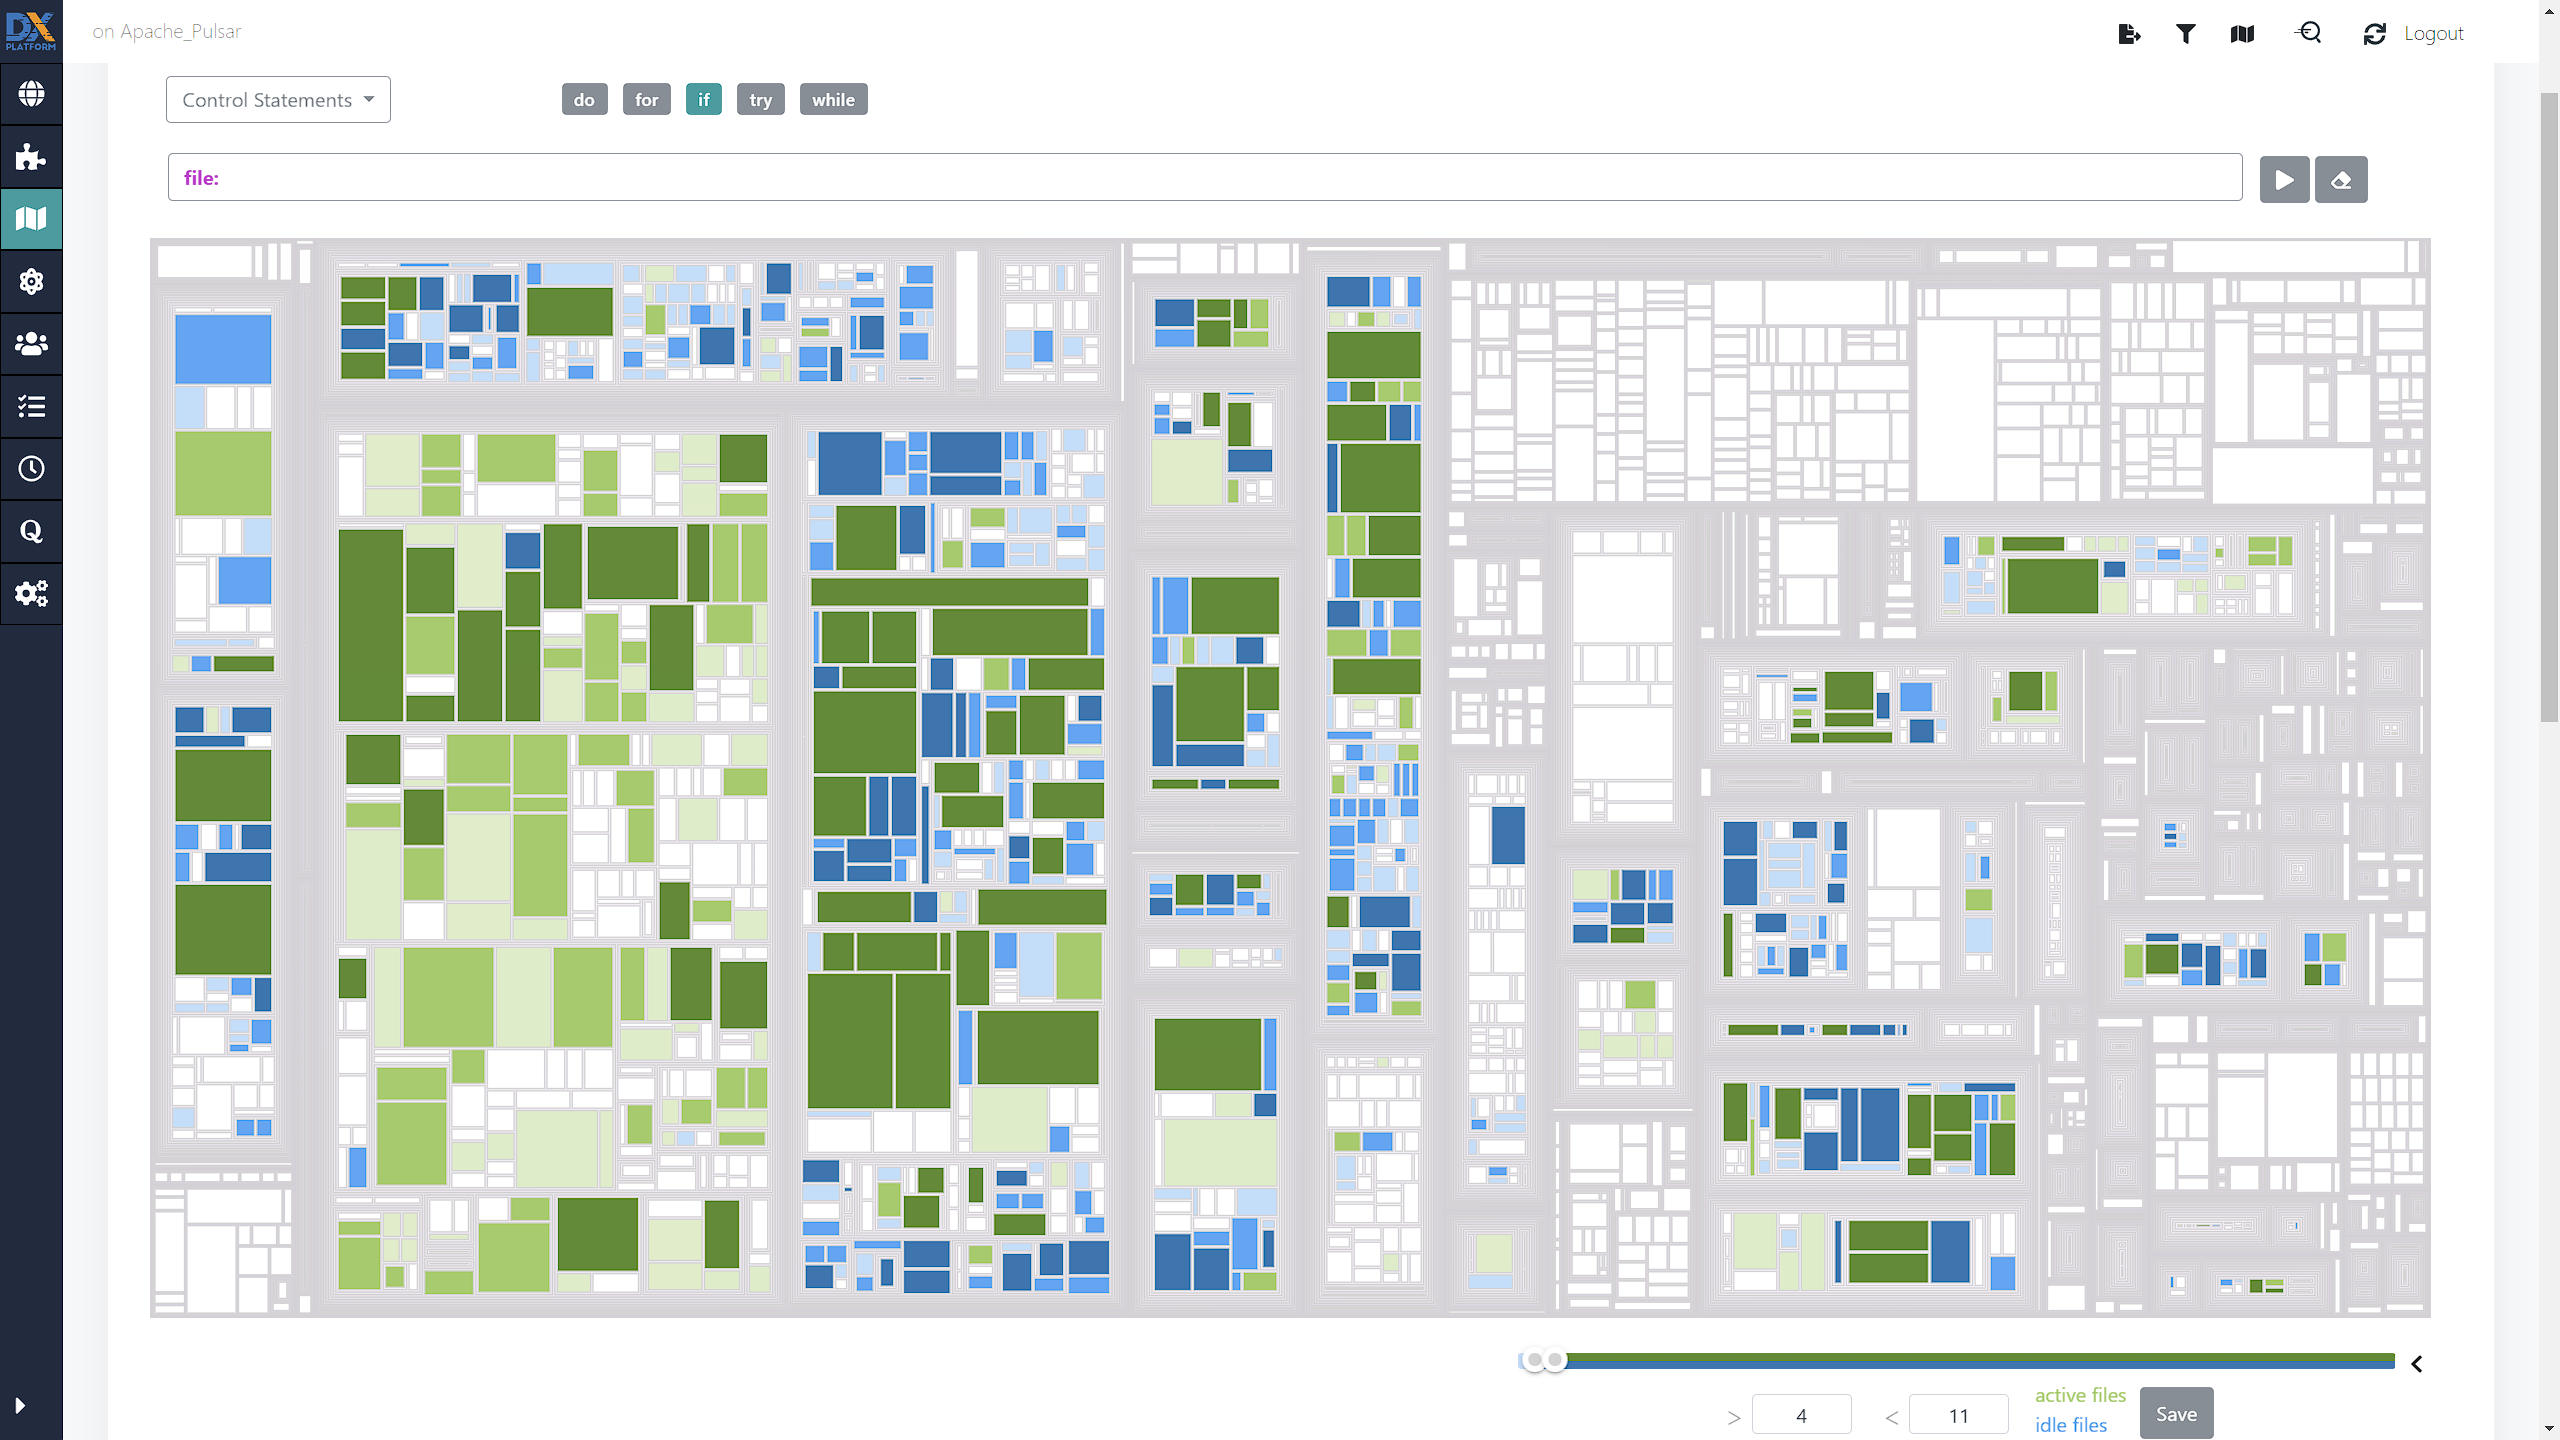 DX
PLATFORM
on Apache_Pulsar
Logout
Control Statements
do
for
if
try
while
file:
Q
> 4
< 11
active files
idle files
Save